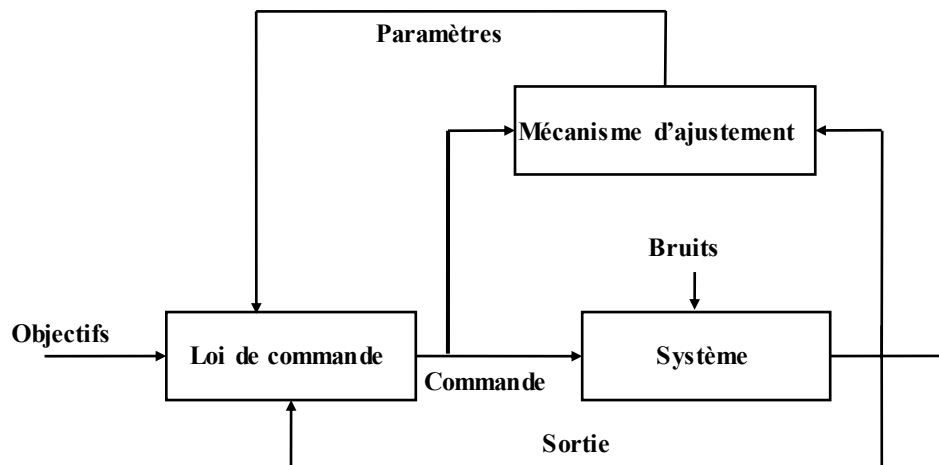 Paramètres
Mécanisme d'ajustement
Bruits
Objectifs
Loi de commande
Système
Commande
Sortie